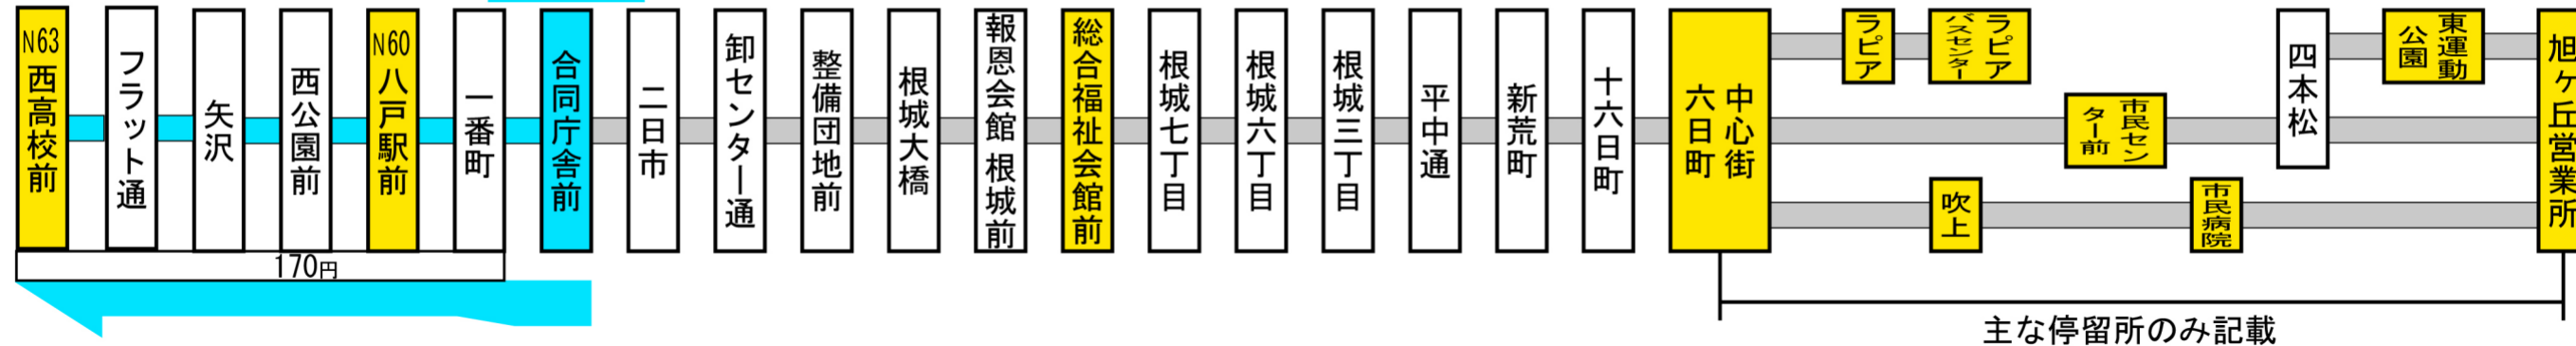 N63
西高校前
フラット通
矢沢
西公園前
N60
八戸駅前
一番町
合同庁舎前
二日市
卸センター通
整備団地前
根城大橋
報恩会館 根城前
総合福祉会館前
根城七丁目
根城六丁目
根城三丁目
平中通
新荒町
十六日町
中心街
六日町
ラピア
ラピア
バスセンター
市民セン
ター前
吹上
市民病院
四本松
東運動
公園
旭ケ丘営業所
170円
主な停留所のみ記載